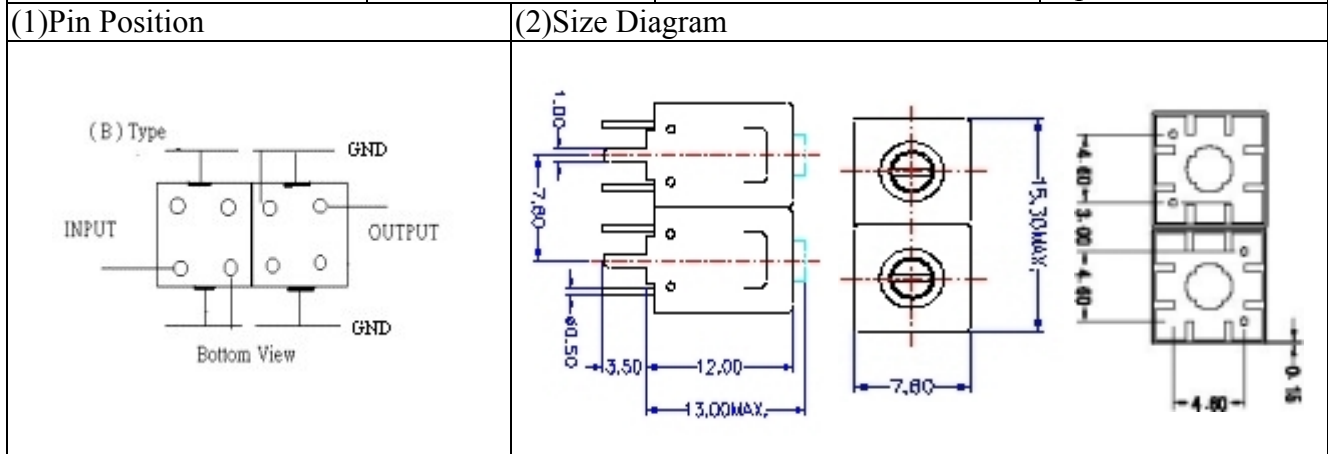 (1)Pin Position
(2)Size Diagram
(B) Type
GND
INPUT
OUTPUT
GND
Bottom View
1.00
7.60
ø0.50
3.50
12.00
13.00MAX.
15.30MAX.
7.60
4.60
3.00
4.60
4.60
0.15